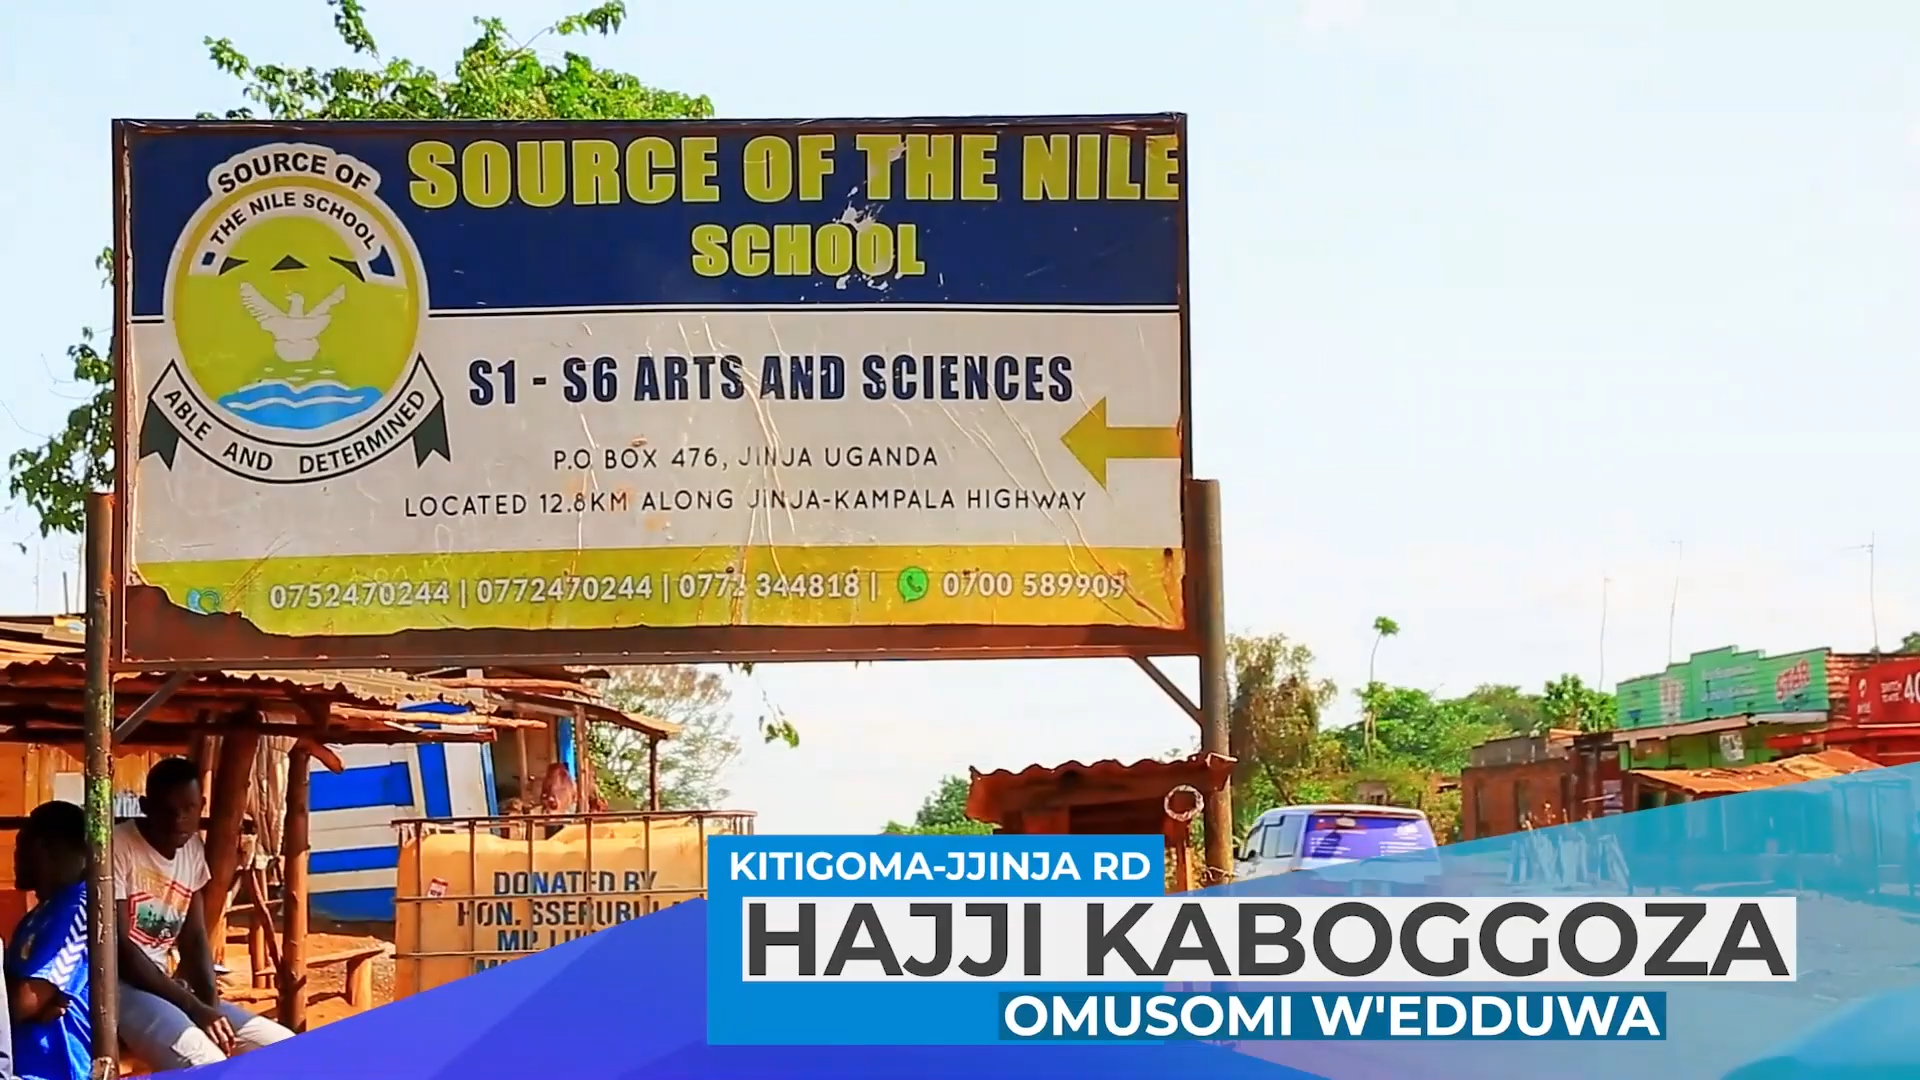 SOURCE OF
THE NILE SCHOOL
ABLE AND DETERMINED
SOURCE OF THE NILE
SCHOOL
S1 - S6 ARTS AND SCIENCES
P.O BOX 476, JINJA UGANDA
LOCATED 12.8KM ALONG JINJA-KAMPALA HIGHWAY
0752470244 | 0772470244 | 0772 344818 | 0700 589909
DONATED BY
HON.
KITIGOMA-JJINJA RD
HAJJI KABOGGOZA
OMUSOMI W'EDDUWA